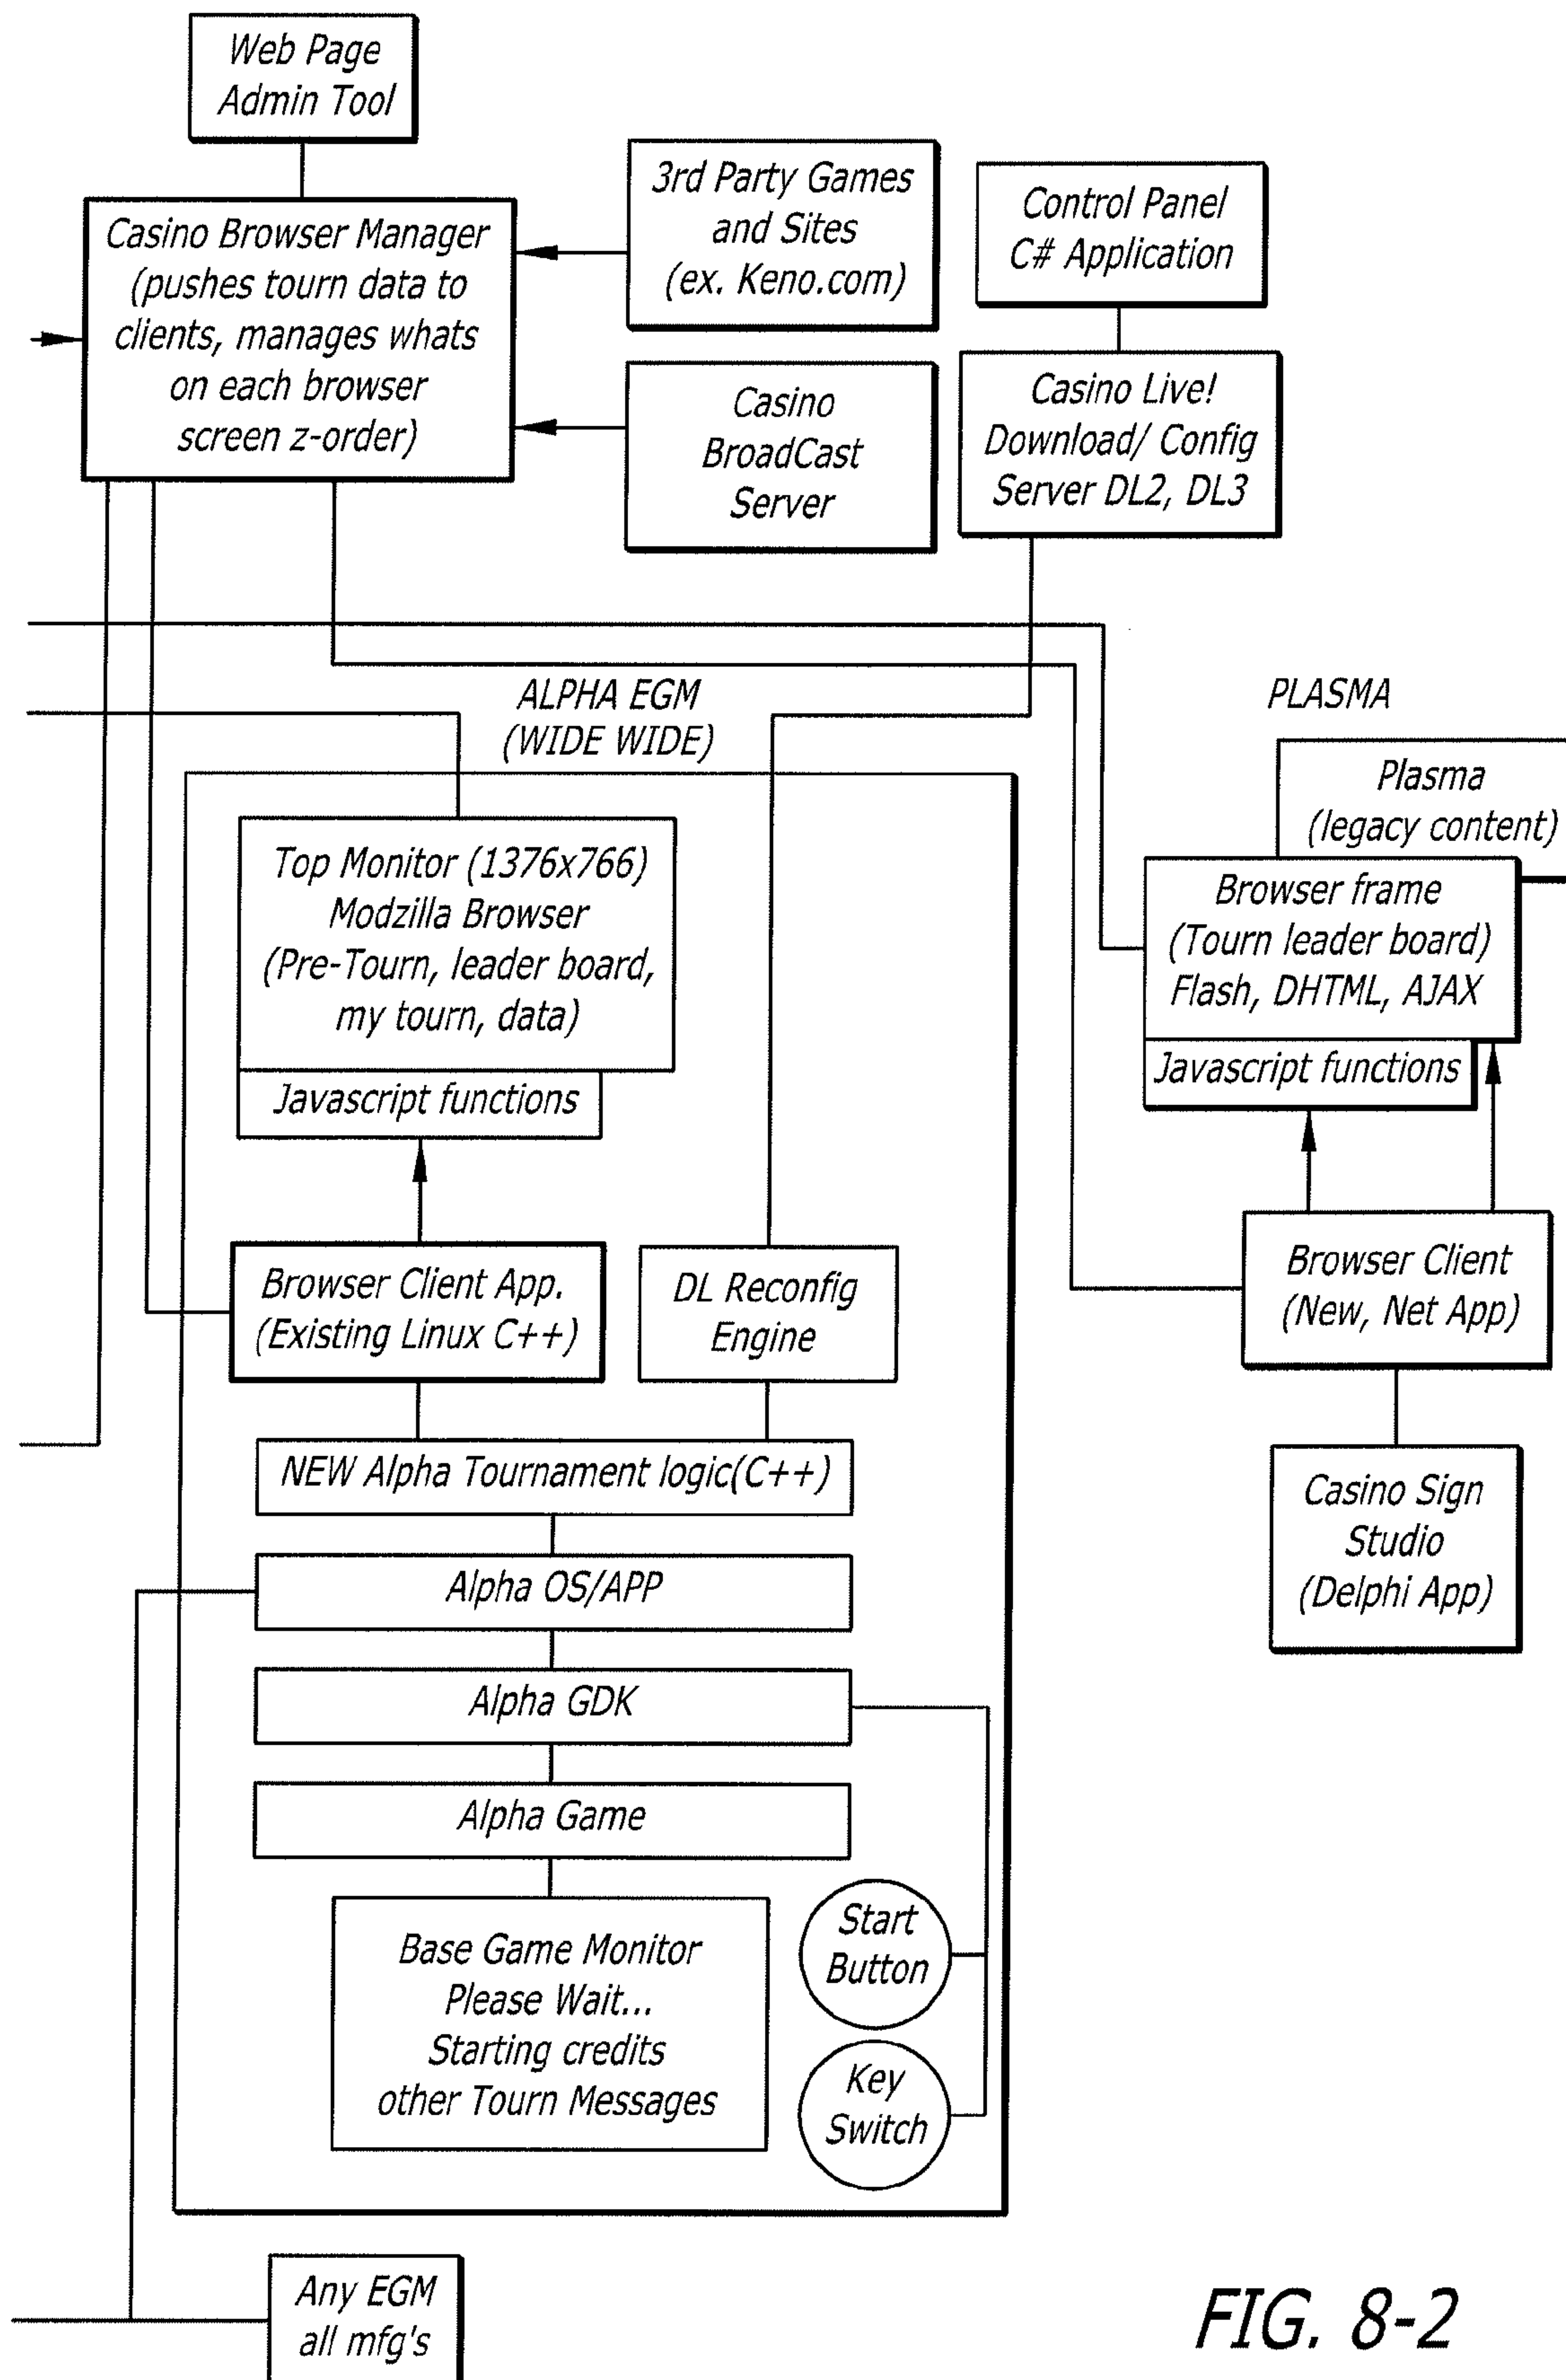 Web Page
Admin Tool
Casino Browser Manager
(pushes tourn data to
clients, manages whats
on each browser
screen z-order)
3rd Party Games
and Sites
(ex. Keno.com)
Casino
BroadCast
Server
Control Panel
C# Application
Casino Live!
Download/ Config
Server DL2, DL3
ALPHA EGM
(WIDE WIDE)
PLASMA
Plasma
(legacy content)
Browser frame
(Tourn leader board)
Flash, DHTML, AJAX
Javascript functions
Top Monitor (1376x766)
Modzilla Browser
(Pre-Tourn, leader board,
my tourn, data)
Javascript functions
Browser Client App.
(Existing Linux C++)
DL Reconfig
Engine
Browser Client
(New, Net App)
NEW Alpha Tournament logic(C++)
Casino Sign
Studio
(Delphi App)
Alpha OS/APP
Alpha GDK
Alpha Game
Base Game Monitor
Please Wait...
Starting credits
other Tourn Messages
Start
Button
Key
Switch
Any EGM
all mfg's
FIG. 8-2